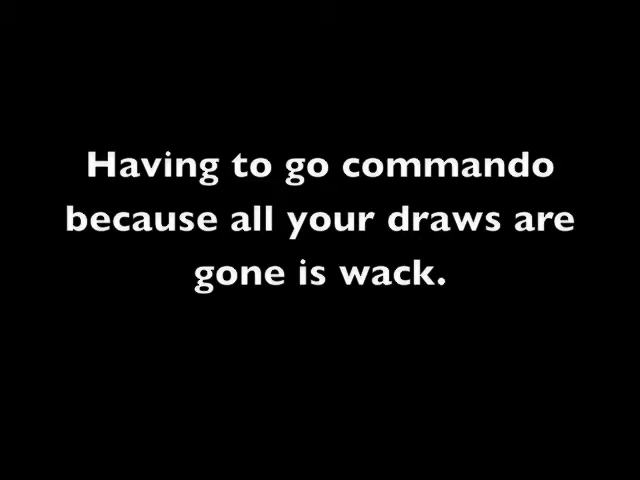 Having to go commando
because all your draws are
gone is wack.